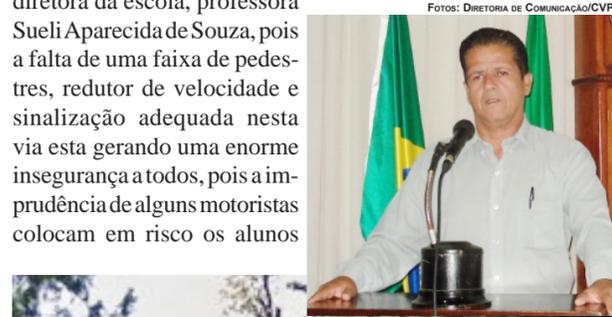 diretora da escola, professora
Sueli Aparecida de Souza, pois
a falta de uma faixa de pedes-
tres, redutor de velocidade e
sinalização adequada nesta
via esta gerando uma enorme
insegurança a todos, pois a im-
prudência de alguns motoristas
colocam em risco os alunos
Fotos: Diretoria de Comunicação/CVP